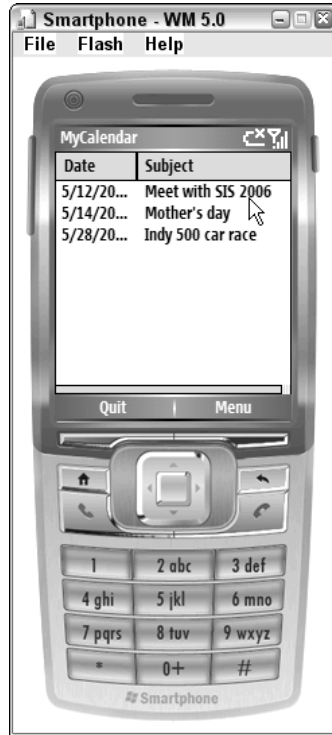 Smartphone - WM 5.0
File Flash Help
MyCalendar
Date Subject
5/12/20... Meet with SIS 2006
5/14/20... Mother's day
5/28/20... Indy 500 car race
Quit Menu
1 2 abc 3 def
4 ghi 5 jkl 6 mno
7 pqrs 8 tuv 9 wxyz
* 0+ #
Smartphone